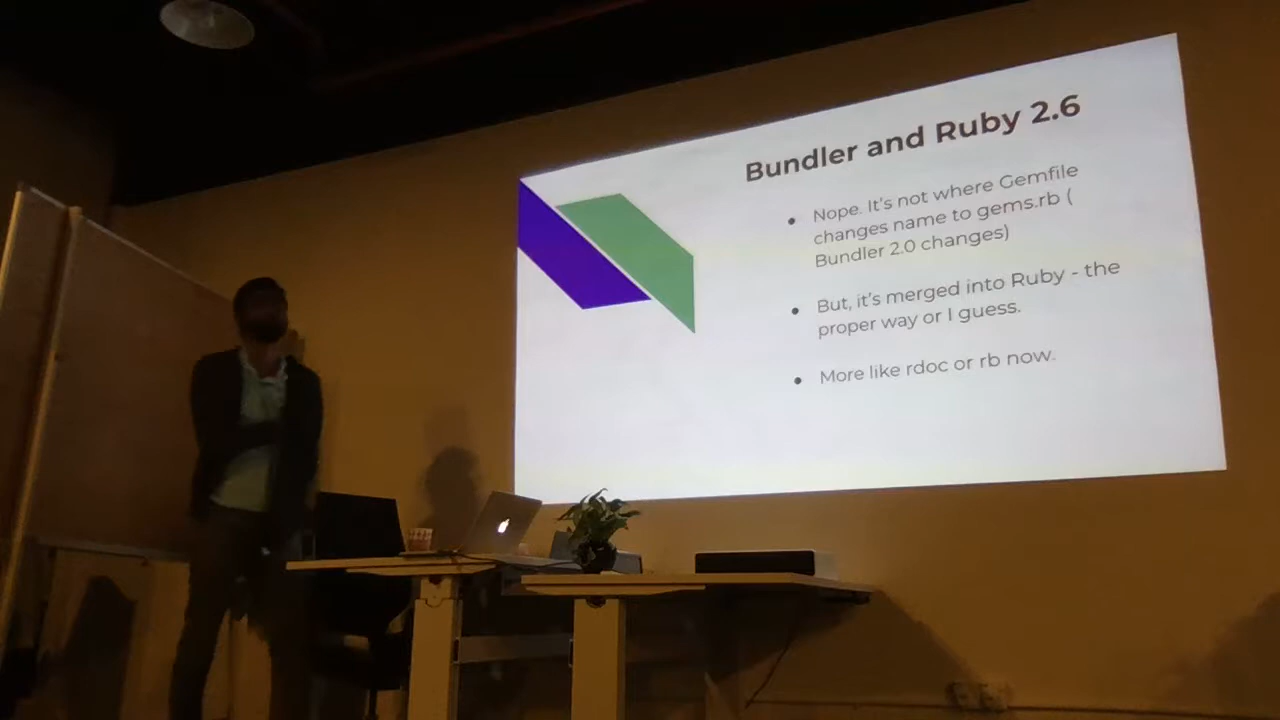 Bundler and Ruby 2.6
Nope. It's not where Gemfile
changes name to gems.rb (
Bundler 2.0 changes)
But, it's merged into Ruby - the
proper way or I guess.
More like rdoc or rb now.